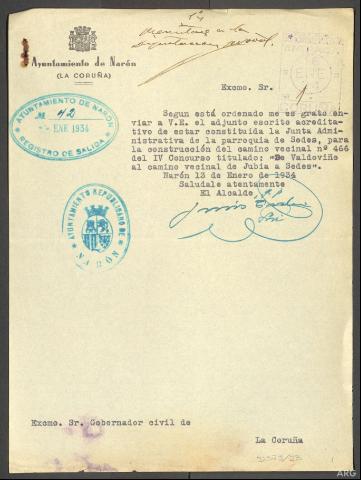 Ayuntamiento de Narón
(LA CORUÑA)
AYUNTAMIENTO DE NARON
Nº 42
ENE 1934
REGISTRO DE SALIDA
ENE
Excmo. Sr.
Segun está ordenado me es grato en-
viar a V.E. el adjunto escrito acredita-
tivo de estar constituida la Junta Admi-
nistrativa de la parroquia de Sedes, para
la construcción del camino vecinal nº 466
del IV Concurso titulado; "De Valdoviño
al camino vecinal de Jubia a Sedes".
Narón 13 de Enero de 1934
Saludale atentamente
El Alcalde,
AYUNTAMIENTO REPUBLICANO DE NARÓN
Excmo. Sr. Gobernador civil de
La Coruña
ARG